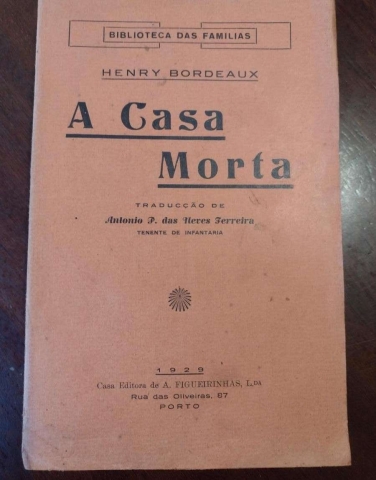 BIBLIOTECA DAS FAMILIAS
HENRY BORDEAUX
A Casa
Morta
TRADUCÇÃO DE
Antonio P. das Neves Ferreira
TENENTE DE INFANTARIA
1929
Casa Editora de A. FIGUEIRINHAS, L.DA
Rua das Oliveiras, 87
PORTO